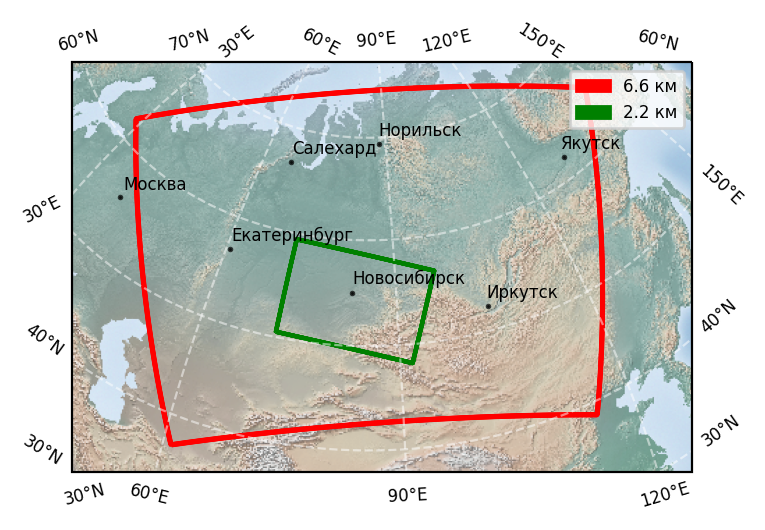 60°N 70°N 30°E 60°E 90°E 120°E 150°E 60°N
6.6 км
2.2 км
Норильск
Якутск
Салехард
Москва
150°E
30°E
Екатеринбург
Новосибирск
Иркутск
40°N
40°N
30°N
30°N
30°N 60°E 90°E 120°E